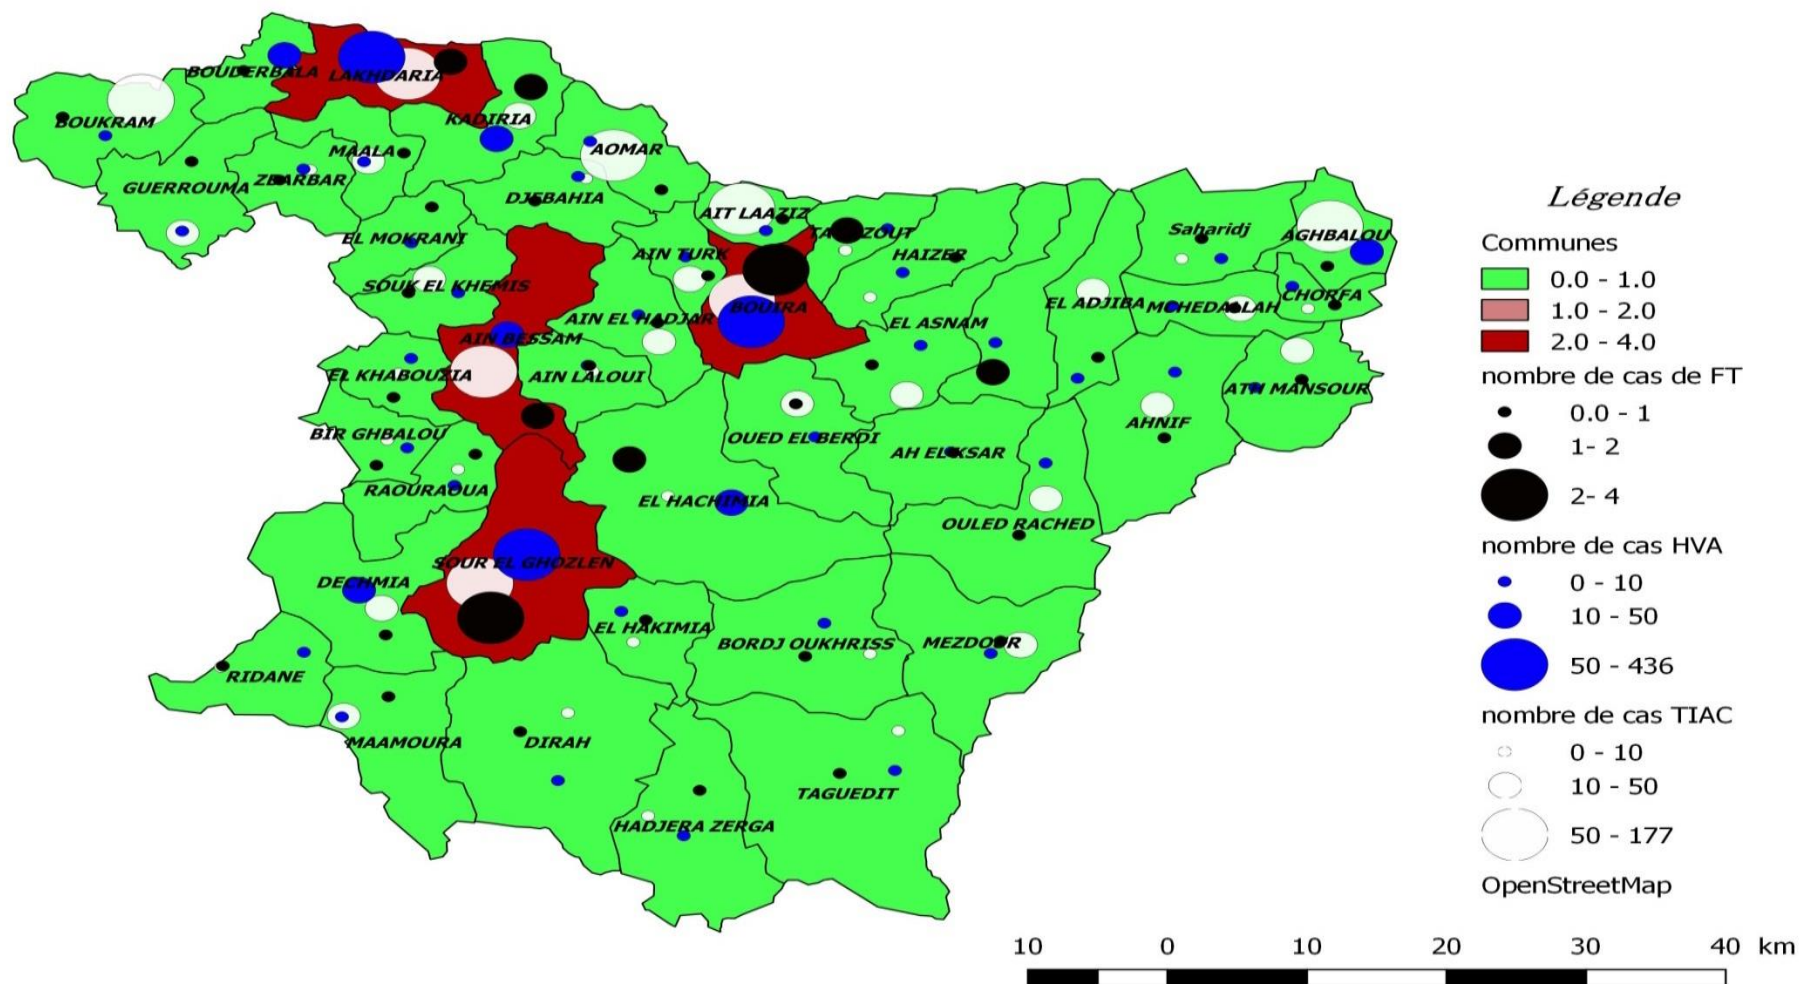 BOUDERBALA
LAKHDARIA
BOUKRAM
KADIRIA
MAALA
AOMAR
GUERROUMA
ZBARBAR
DJEBAHIA
AIT LAAZIZ
EL MOKRANI
AIN TURK
HAIZER
Saharidj
AGHBALOU
SOUK EL KHEMIS
BOUIRA
EL ADJIBA
MCHEDALLAH
CHORFA
AIN EL HADJAR
EL ASNAM
AIN BESSAM
EL KHABOUZIA
AIN LALOUI
ATH MANSOUR
BIR GHBALOU
OUED EL BERDI
AHNIF
AH EL KSAR
RAOURAOUA
EL HACHIMIA
OULED RACHED
SOUR EL GHOZLEN
DECHMIA
EL HAKIMIA
BORDJ OUKHRISS
MEZDOUR
RIDANE
MAAMOURA
DIRAH
TAGUEDIT
HADJERA ZERGA
Légende
Communes
0.0 - 1.0
1.0 - 2.0
2.0 - 4.0
nombre de cas de FT
0.0 - 1
1- 2
2- 4
nombre de cas HVA
0 - 10
10 - 50
50 - 436
nombre de cas TIAC
0 - 10
10 - 50
50 - 177
OpenStreetMap
10 0 10 20 30 40 km